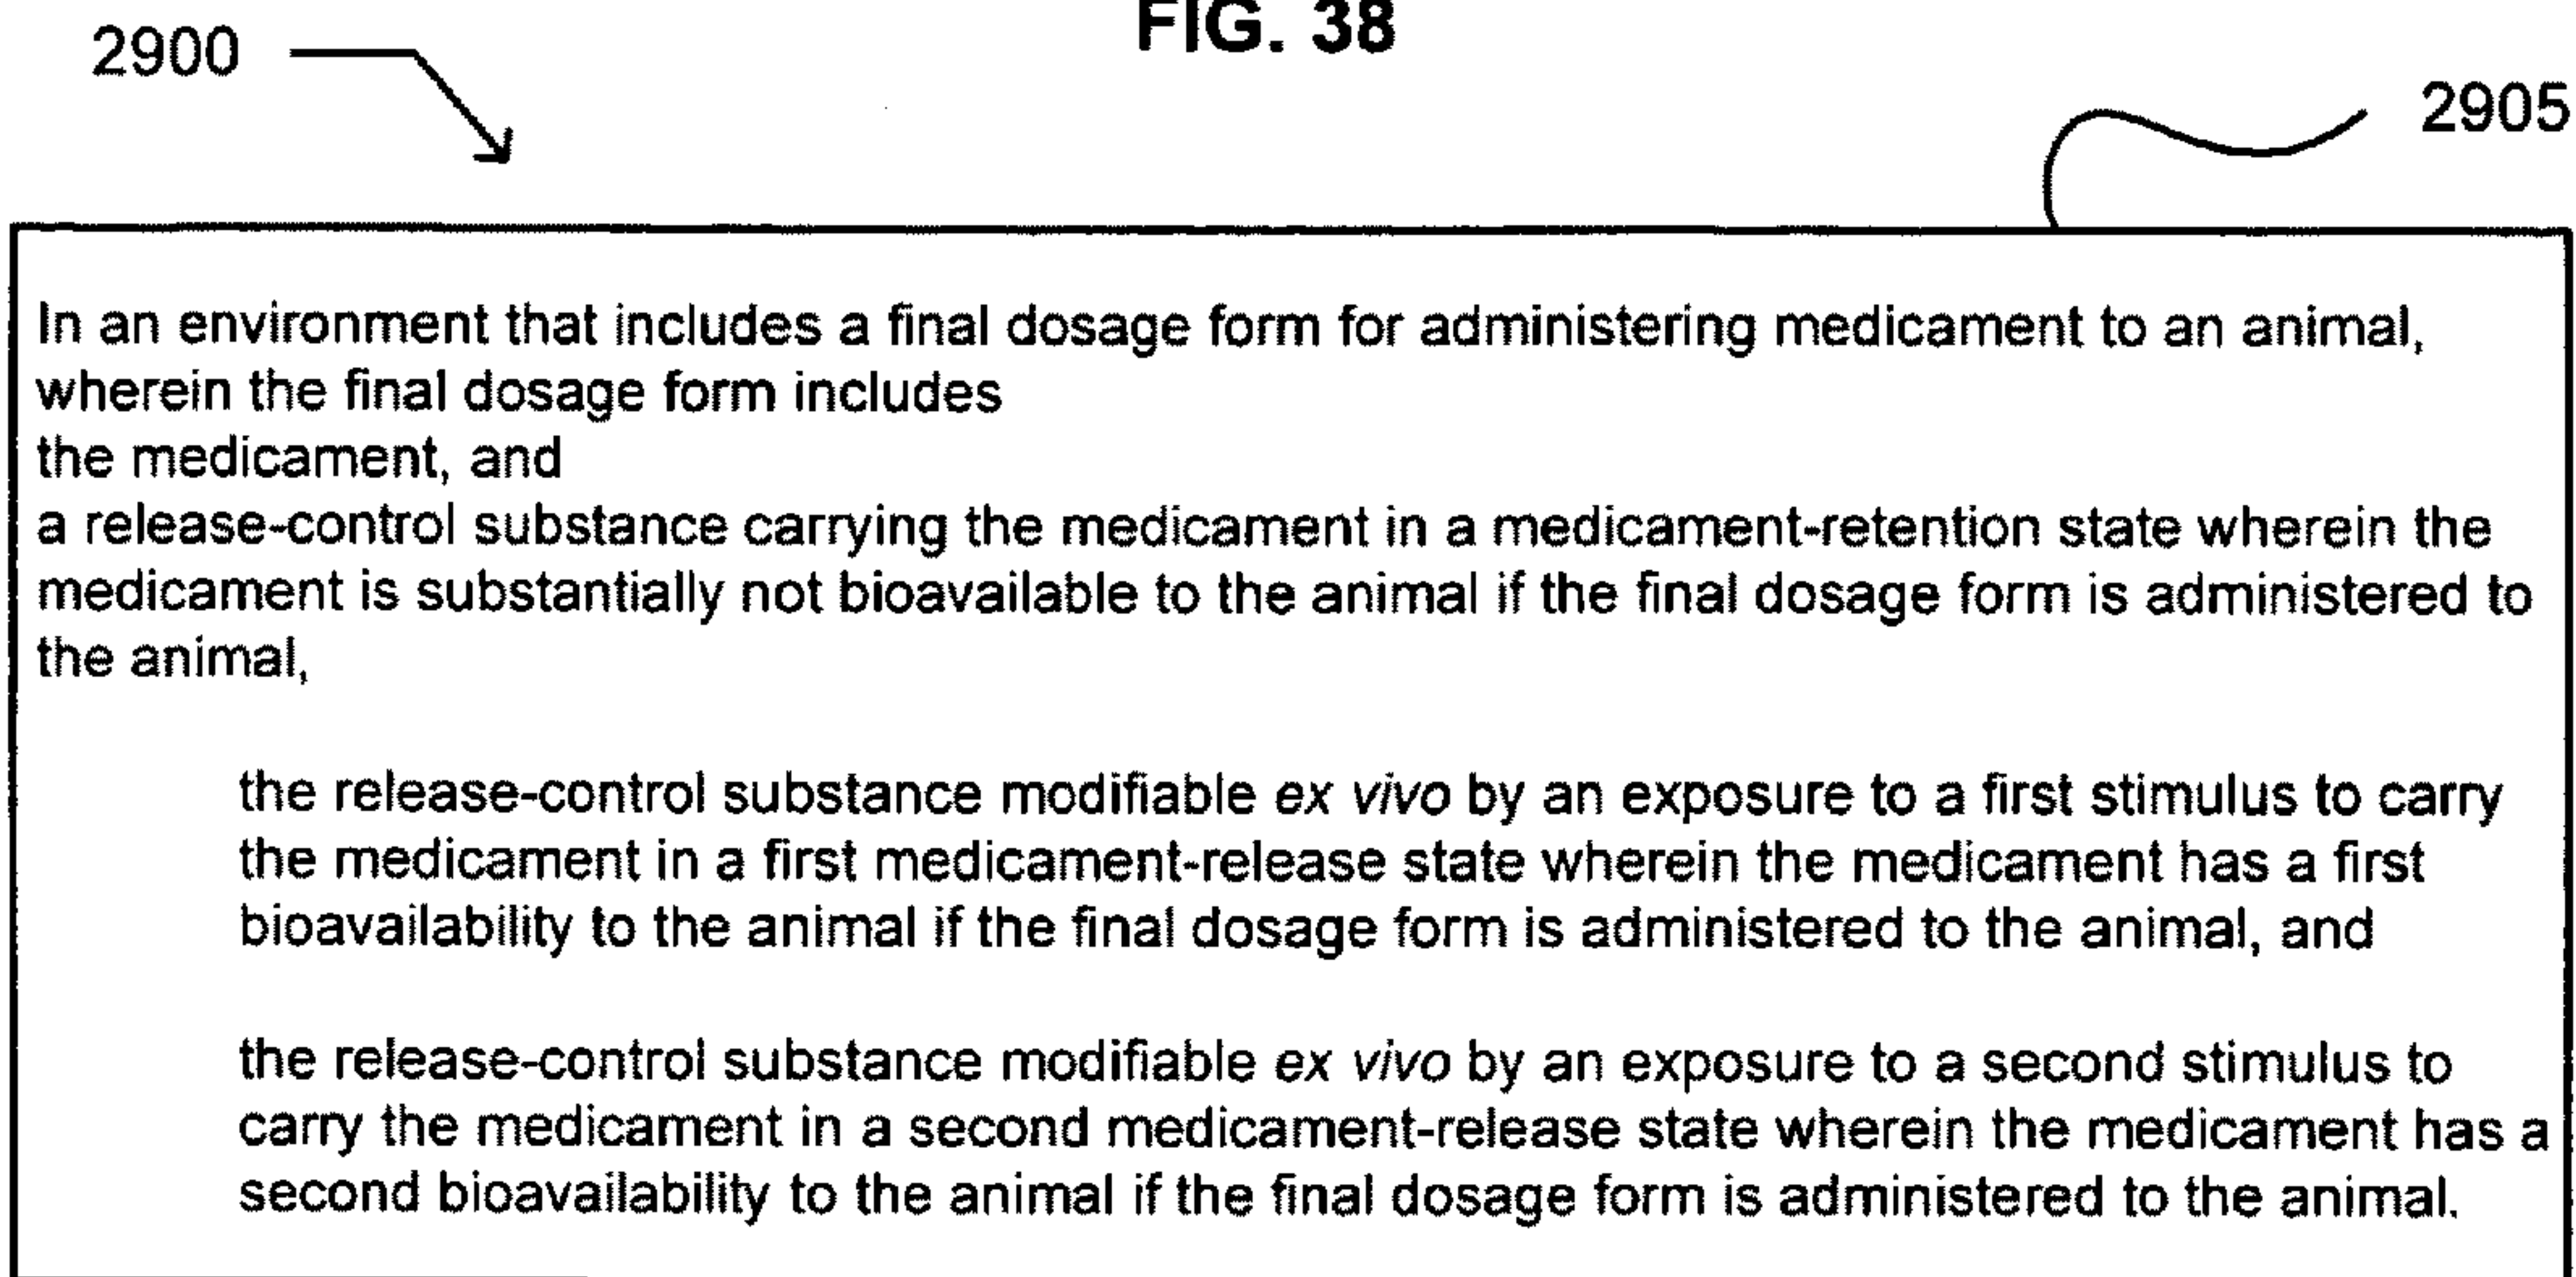 FIG. 38
2900
2905
In an environment that includes a final dosage form for administering medicament to an animal,
wherein the final dosage form includes
the medicament, and
a release-control substance carrying the medicament in a medicament-retention state wherein the
medicament is substantially not bioavailable to the animal if the final dosage form is administered to
the animal,
the release-control substance modifiable ex vivo by an exposure to a first stimulus to carry
the medicament in a first medicament-release state wherein the medicament has a first
bioavailability to the animal if the final dosage form is administered to the animal, and
the release-control substance modifiable ex vivo by an exposure to a second stimulus to
carry the medicament in a second medicament-release state wherein the medicament has a
second bioavailability to the animal if the final dosage form is administered to the animal.